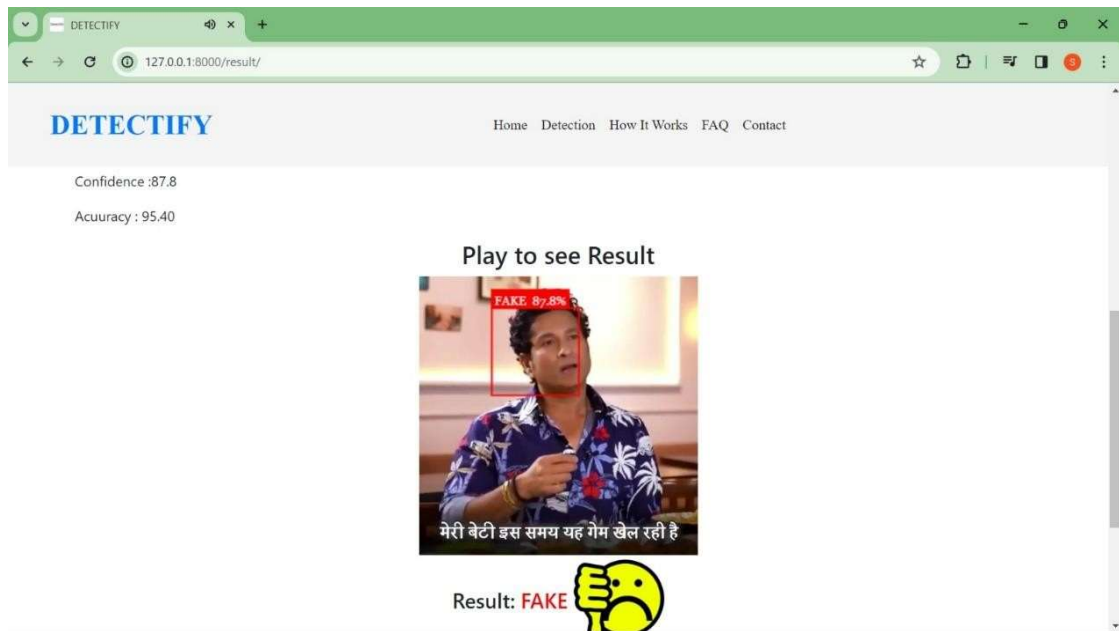 DETECTIFY
127.0.0.1:8000/result/
S
DETECTIFY
Home Detection How It Works FAQ Contact
Confidence :87.8
Acuuracy : 95.40
Play to see Result
FAKE 87.8%
मेरी बेटी इस समय यह गेम खेल रही है
Result: FAKE